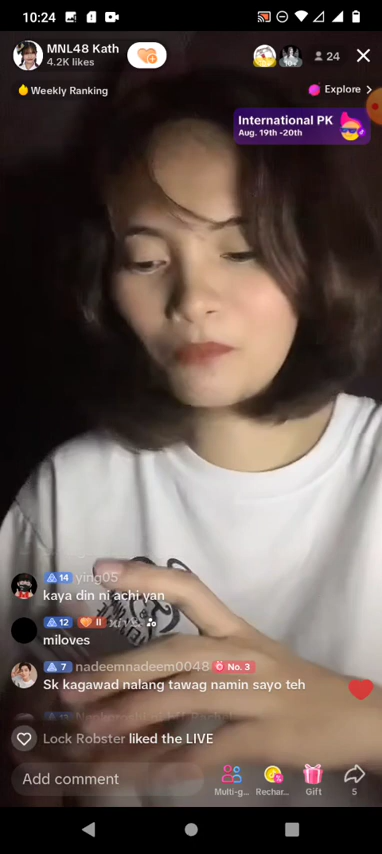 10:24
MNL48 Kath
4.2K likes
24
Weekly Ranking
Explore
International PK
Aug. 19th -20th
14 ying05
kaya din ni achi yan
12 II
miloves
7 nadeemnadeem0048 No. 3
Sk kagawad nalang tawag namin sayo teh
Lock Robster liked the LIVE
Add comment
Multi-g...
Rechar...
Gift
5